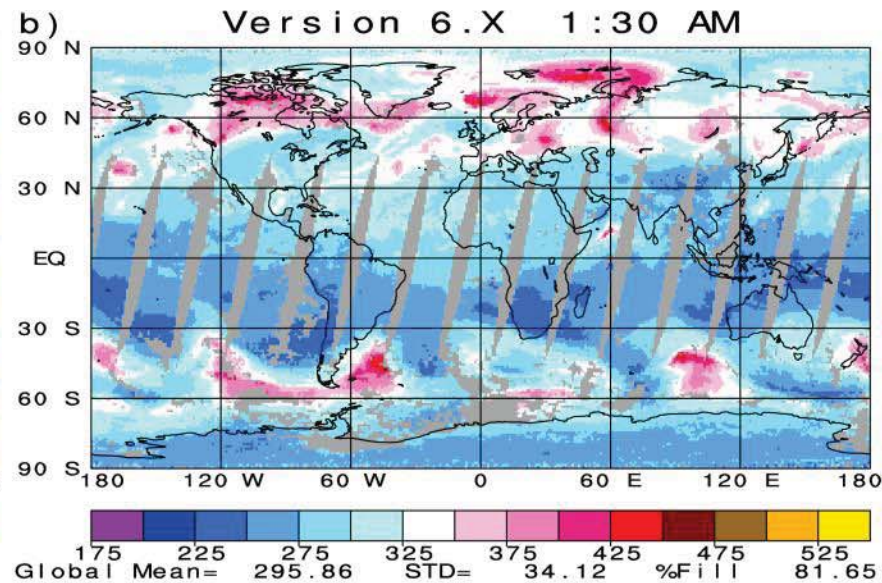 b) Version 6.X 1:30 AM
90 N
60 N
30 N
EQ
30 S
60 S
90 S
180 120 W 60 W 0 60 E 120 E 180
175 225 275 325 375 425 475 525
Global Mean= 295.86 STD= 34.12 %Fill 81.65